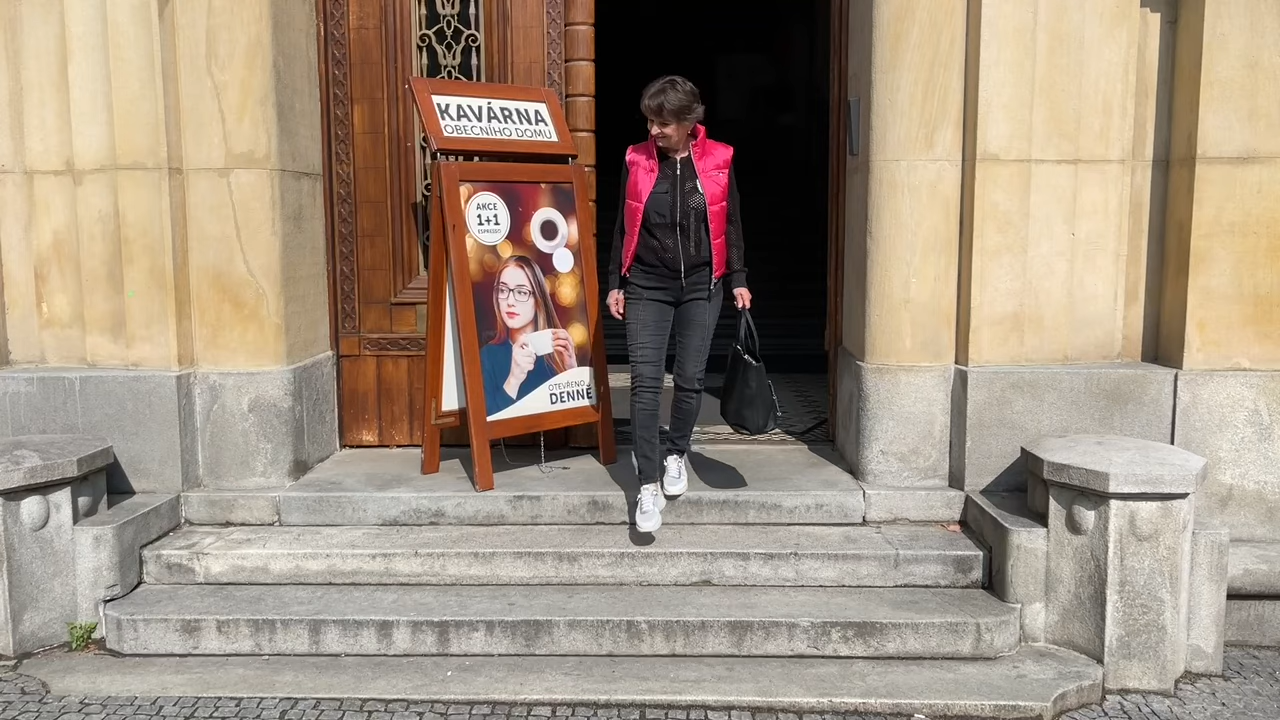 KAVÁRNA
OBECNÍHO DOMU
AKCE
1+1
ESPRESSO
OTEVŘENO
DENNĚ